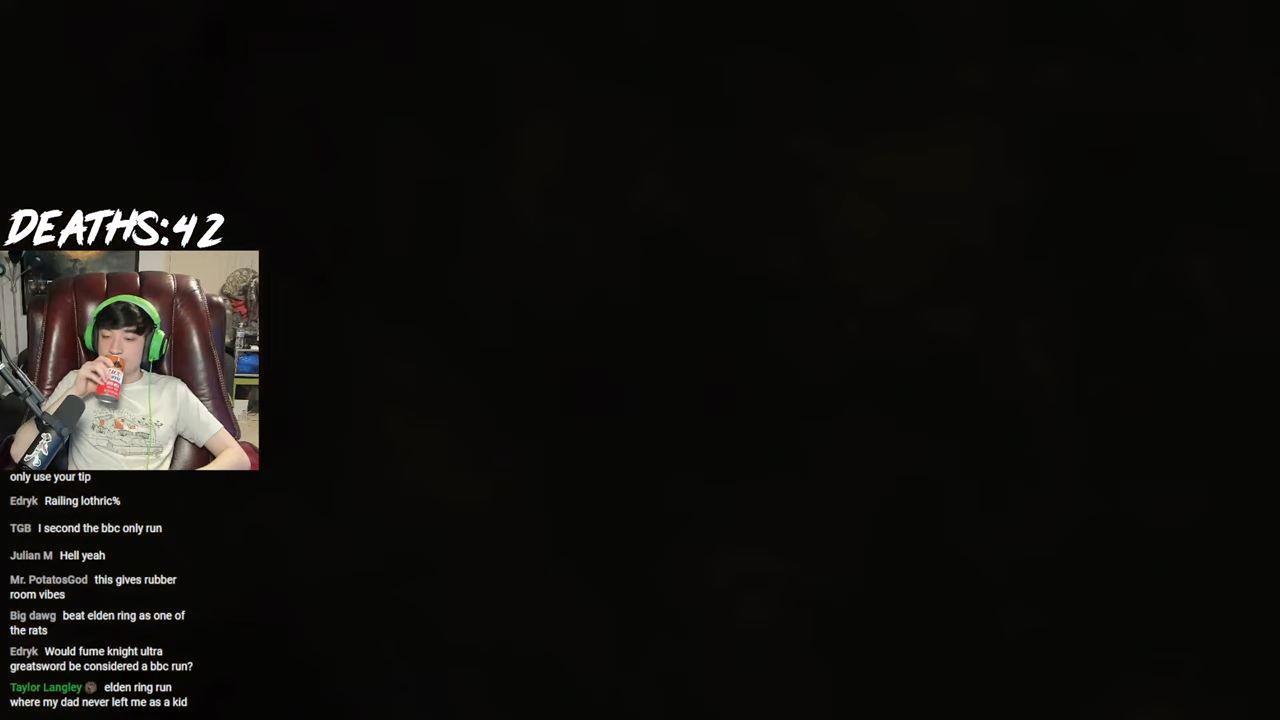 DEATHS:42
only use your tip
Edryk Railing lothric%
TGB I second the bbc only run
Julian M Hell yeah
Mr. PotatosGod this gives rubber
room vibes
Big dawg beat elden ring as one of
the rats
Edryk Would fume knight ultra
greatsword be considered a bbc run?
Taylor Langley elden ring run
where my dad never left me as a kid